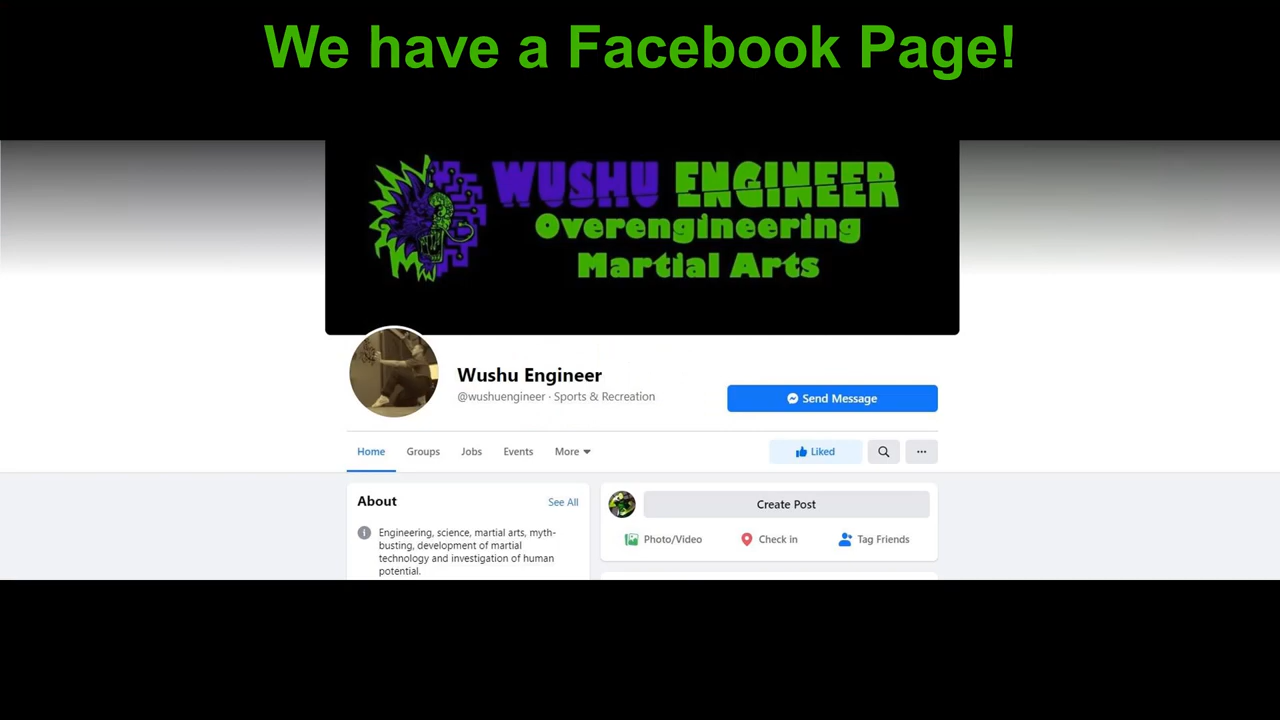 We have a Facebook Page!
WUSHU ENGINEER
Overengineering
Martial Arts
Wushu Engineer
@wushuengineer · Sports & Recreation
Send Message
Home Groups Jobs Events More
Liked
About See All
Engineering, science, martial arts, myth-
busting, development of martial
technology and investigation of human
potential.
Create Post
Photo/Video Check in Tag Friends